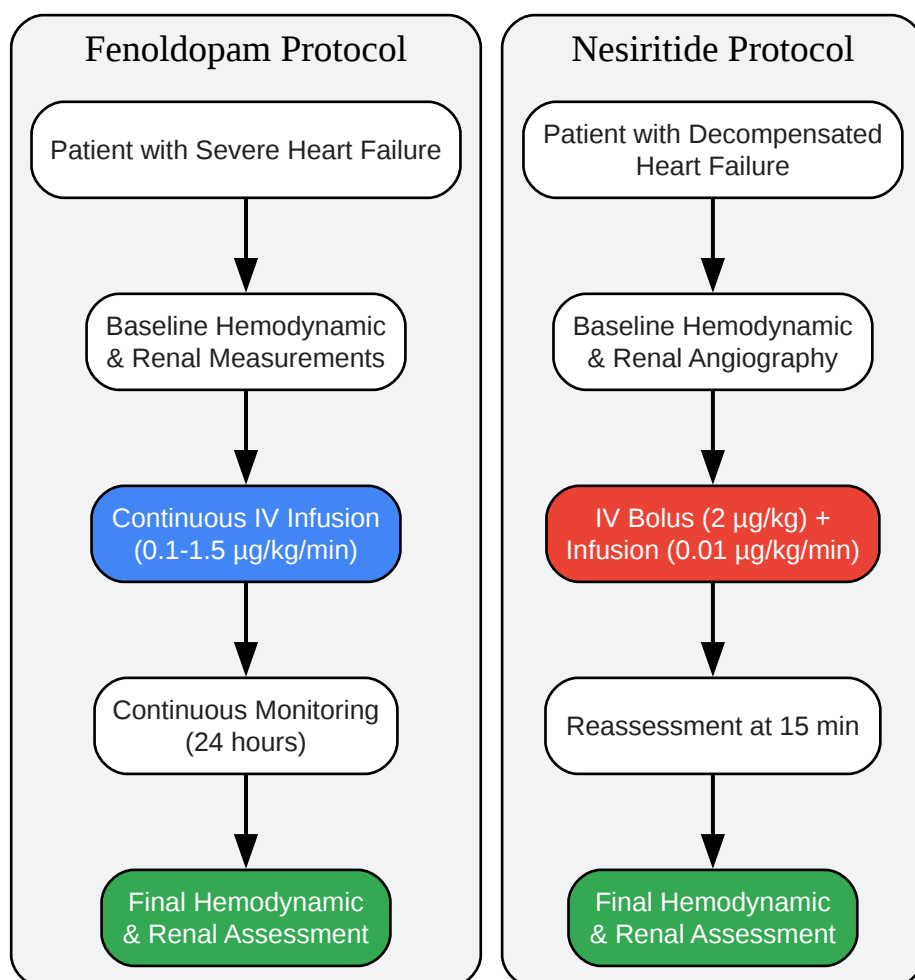 Fenoldopam Protocol
Patient with Severe Heart Failure
Baseline Hemodynamic
& Renal Measurements
Continuous IV Infusion
(0.1-1.5 µg/kg/min)
Continuous Monitoring
(24 hours)
Final Hemodynamic
& Renal Assessment
Nesiritide Protocol
Patient with Decompensated
Heart Failure
Baseline Hemodynamic
& Renal Angiography
IV Bolus (2 µg/kg) +
Infusion (0.01 µg/kg/min)
Reassessment at 15 min
Final Hemodynamic
& Renal Assessment